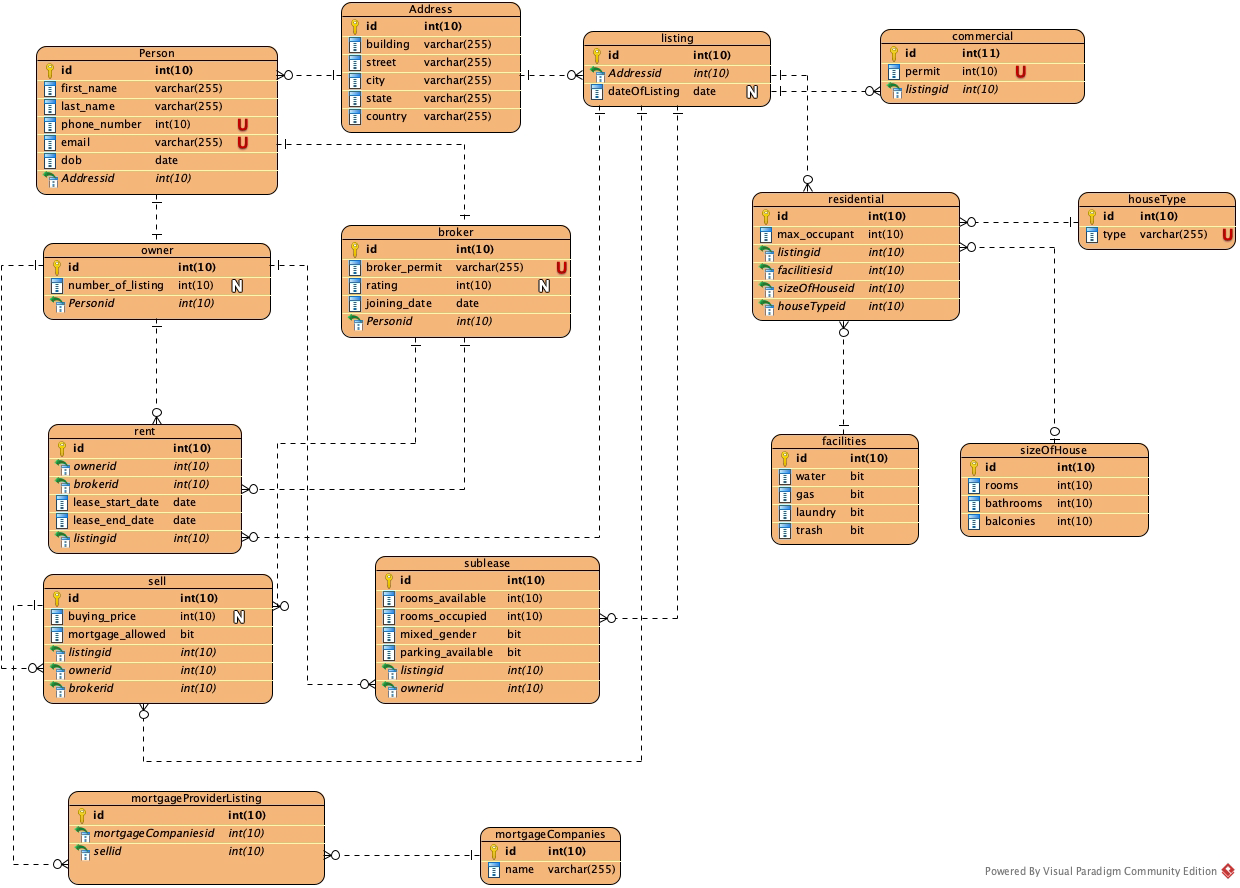 Person
id int(10)
first_name varchar(255)
last_name varchar(255)
phone_number int(10) U
email varchar(255) U
dob date
Addressid int(10)
Address
id int(10)
building varchar(255)
street varchar(255)
city varchar(255)
state varchar(255)
country varchar(255)
listing
id int(10)
Addressid int(10)
dateOfListing date N
commercial
id int(11)
permit int(10) U
listingid int(10)
owner
id int(10)
number_of_listing int(10) N
Personid int(10)
broker
id int(10)
broker_permit varchar(255) U
rating int(10) N
joining_date date
Personid int(10)
residential
id int(10)
max_occupant int(10)
listingid int(10)
facilitiesid int(10)
sizeOfHouseid int(10)
houseTypeid int(10)
houseType
id int(10)
type varchar(255) U
rent
id int(10)
ownerid int(10)
brokerid int(10)
lease_start_date date
lease_end_date date
listingid int(10)
facilities
id int(10)
water bit
gas bit
laundry bit
trash bit
sizeOfHouse
id int(10)
rooms int(10)
bathrooms int(10)
balconies int(10)
sell
id int(10)
buying_price int(10) N
mortgage_allowed bit
listingid int(10)
ownerid int(10)
brokerid int(10)
sublease
id int(10)
rooms_available int(10)
rooms_occupied int(10)
mixed_gender bit
parking_available bit
listingid int(10)
ownerid int(10)
mortgageProviderListing
id int(10)
mortgageCompaniesid int(10)
sellid int(10)
mortgageCompanies
id int(10)
name varchar(255)
Powered By Visual Paradigm Community Edition